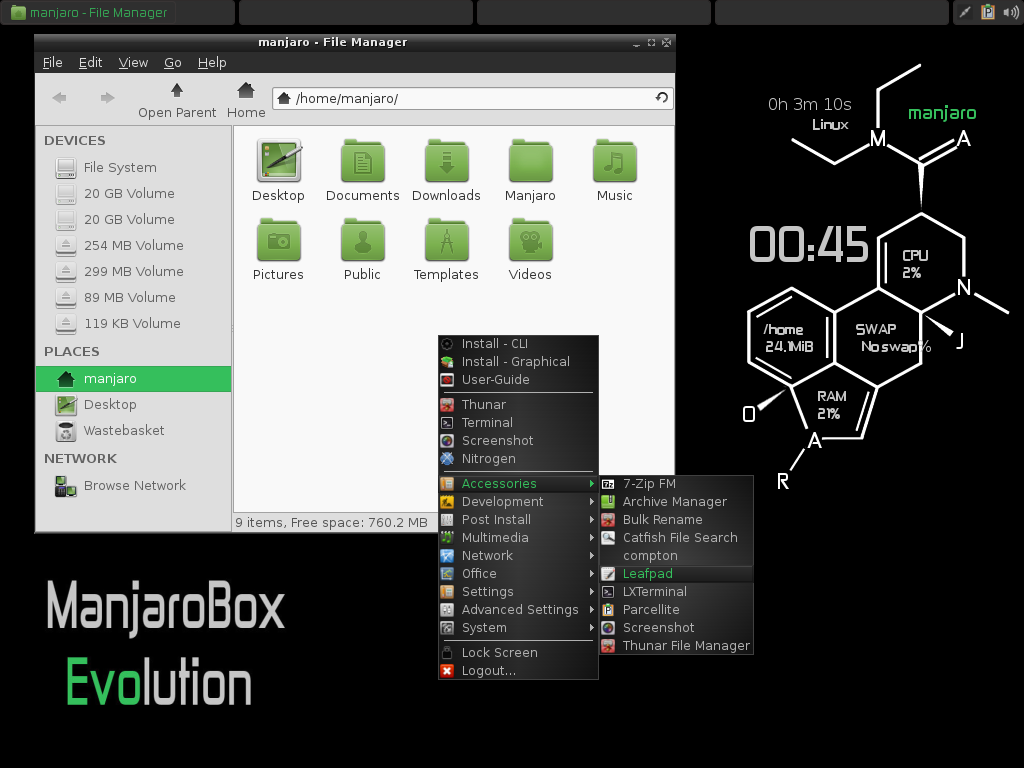 manjaro - File Manager
manjaro - File Manager
File Edit View Go Help
Open Parent
Home
/home/manjaro/
DEVICES
File System
20 GB Volume
20 GB Volume
254 MB Volume
299 MB Volume
89 MB Volume
119 KB Volume
PLACES
manjaro
Desktop
Wastebasket
NETWORK
Browse Network
Desktop
Documents
Downloads
Manjaro
Music
Pictures
Public
Templates
Videos
9 items, Free space: 760.2 MB
Install - CLI
Install - Graphical
User-Guide
Thunar
Terminal
Screenshot
Nitrogen
Accessories
Development
Post Install
Multimedia
Network
Office
Settings
Advanced Settings
System
Lock Screen
Logout...
7-Zip FM
Archive Manager
Bulk Rename
Catfish File Search
compton
Leafpad
LXTerminal
Parcellite
Screenshot
Thunar File Manager
0h 3m 10s
Linux
manjaro
M
A
00:45
CPU
2%
N
/home
24.1MiB
SWAP
No swap%
J
RAM
21%
O
A
R
ManjaroBox
Evolution